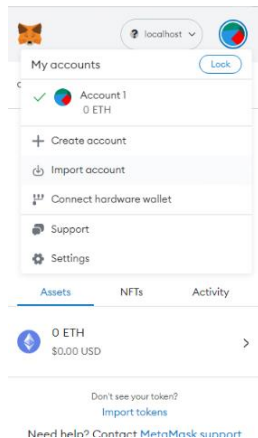 localhost
My accounts
Lock
Account 1
0 ETH
Create account
Import account
Connect hardware wallet
Support
Settings
Assets NFTs Activity
0 ETH
$0.00 USD
Don't see your token?
Import tokens
Need help? Contact MetaMask support